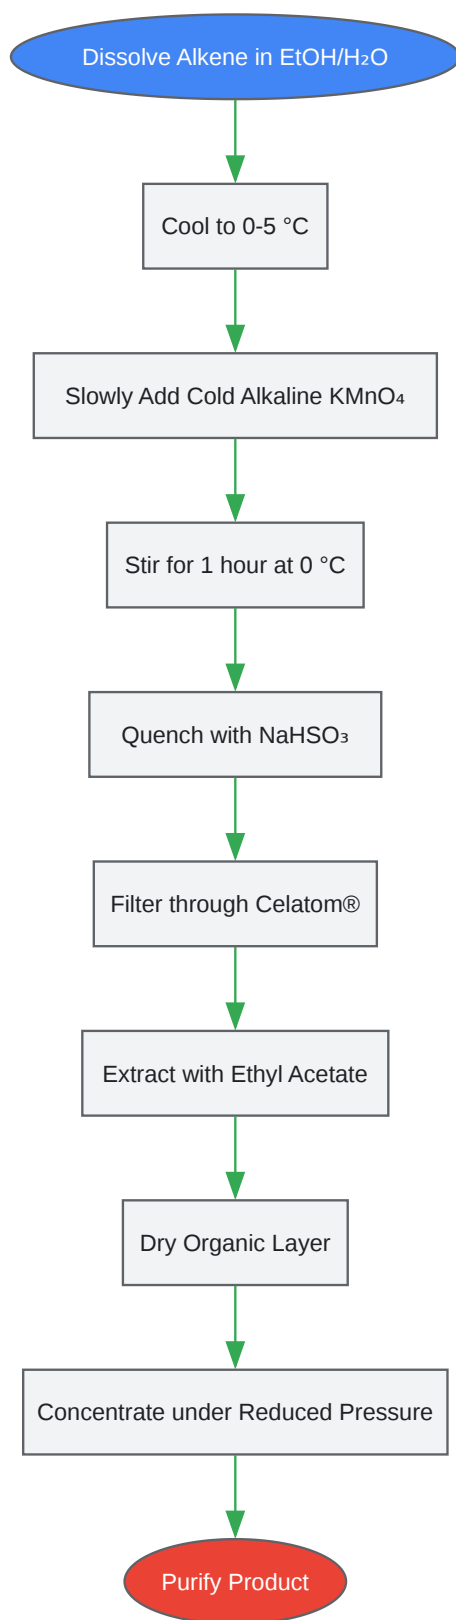 Dissolve Alkene in EtOH/H₂O
Cool to 0-5 °C
Slowly Add Cold Alkaline KMnO₄
Stir for 1 hour at 0 °C
Quench with NaHSO₃
Filter through Celatom®
Extract with Ethyl Acetate
Dry Organic Layer
Concentrate under Reduced Pressure
Purify Product